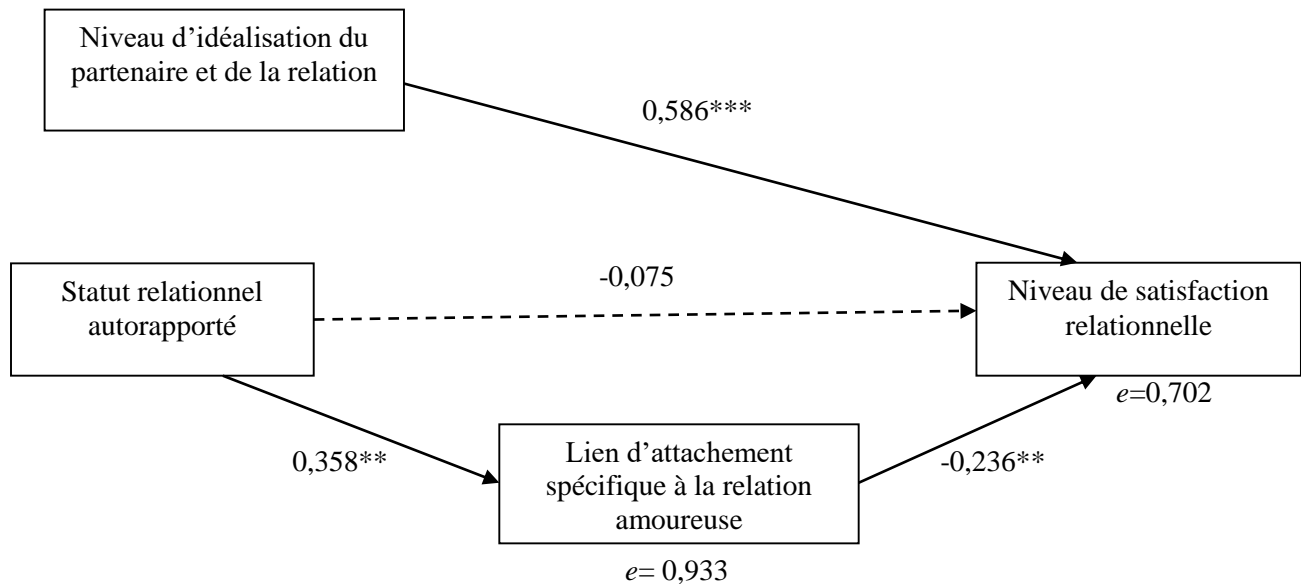 Niveau d’idéalisation du
partenaire et de la relation
0,586***
Statut relationnel
autorapporté
-0,075
Niveau de satisfaction
relationnelle
e=0,702
0,358**
Lien d’attachement
spécifique à la relation
amoureuse
-0,236**
e= 0,933